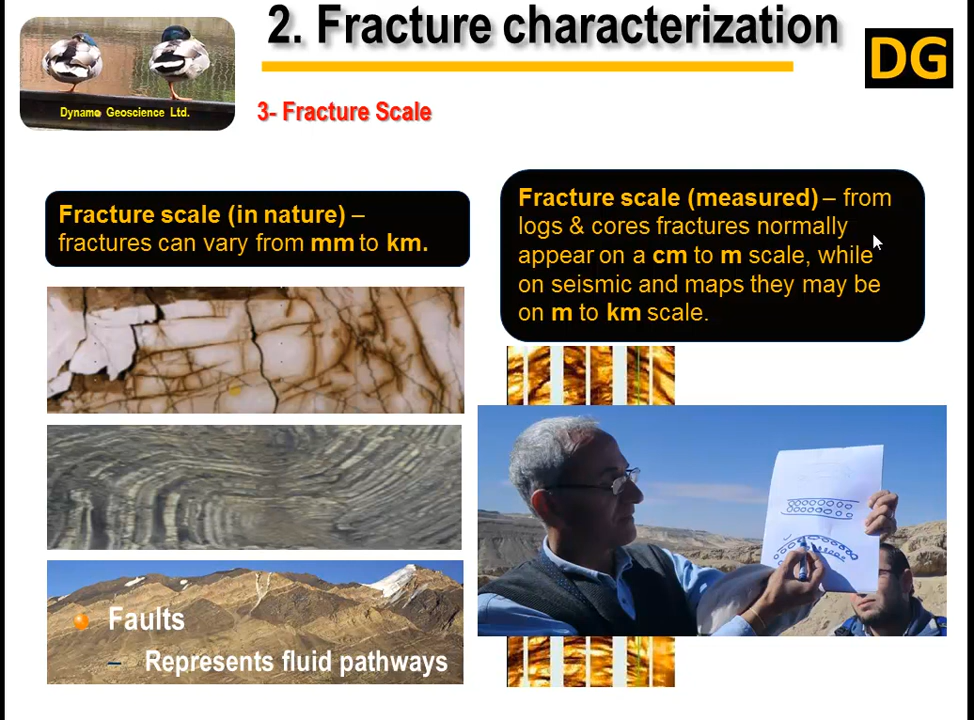 2. Fracture characterization
DG
Dynamo Geoscience Ltd.
3- Fracture Scale
Fracture scale (in nature) –
fractures can vary from mm to km.
Fracture scale (measured) – from
logs & cores fractures normally
appear on a cm to m scale, while
on seismic and maps they may be
on m to km scale.
Faults
– Represents fluid pathways